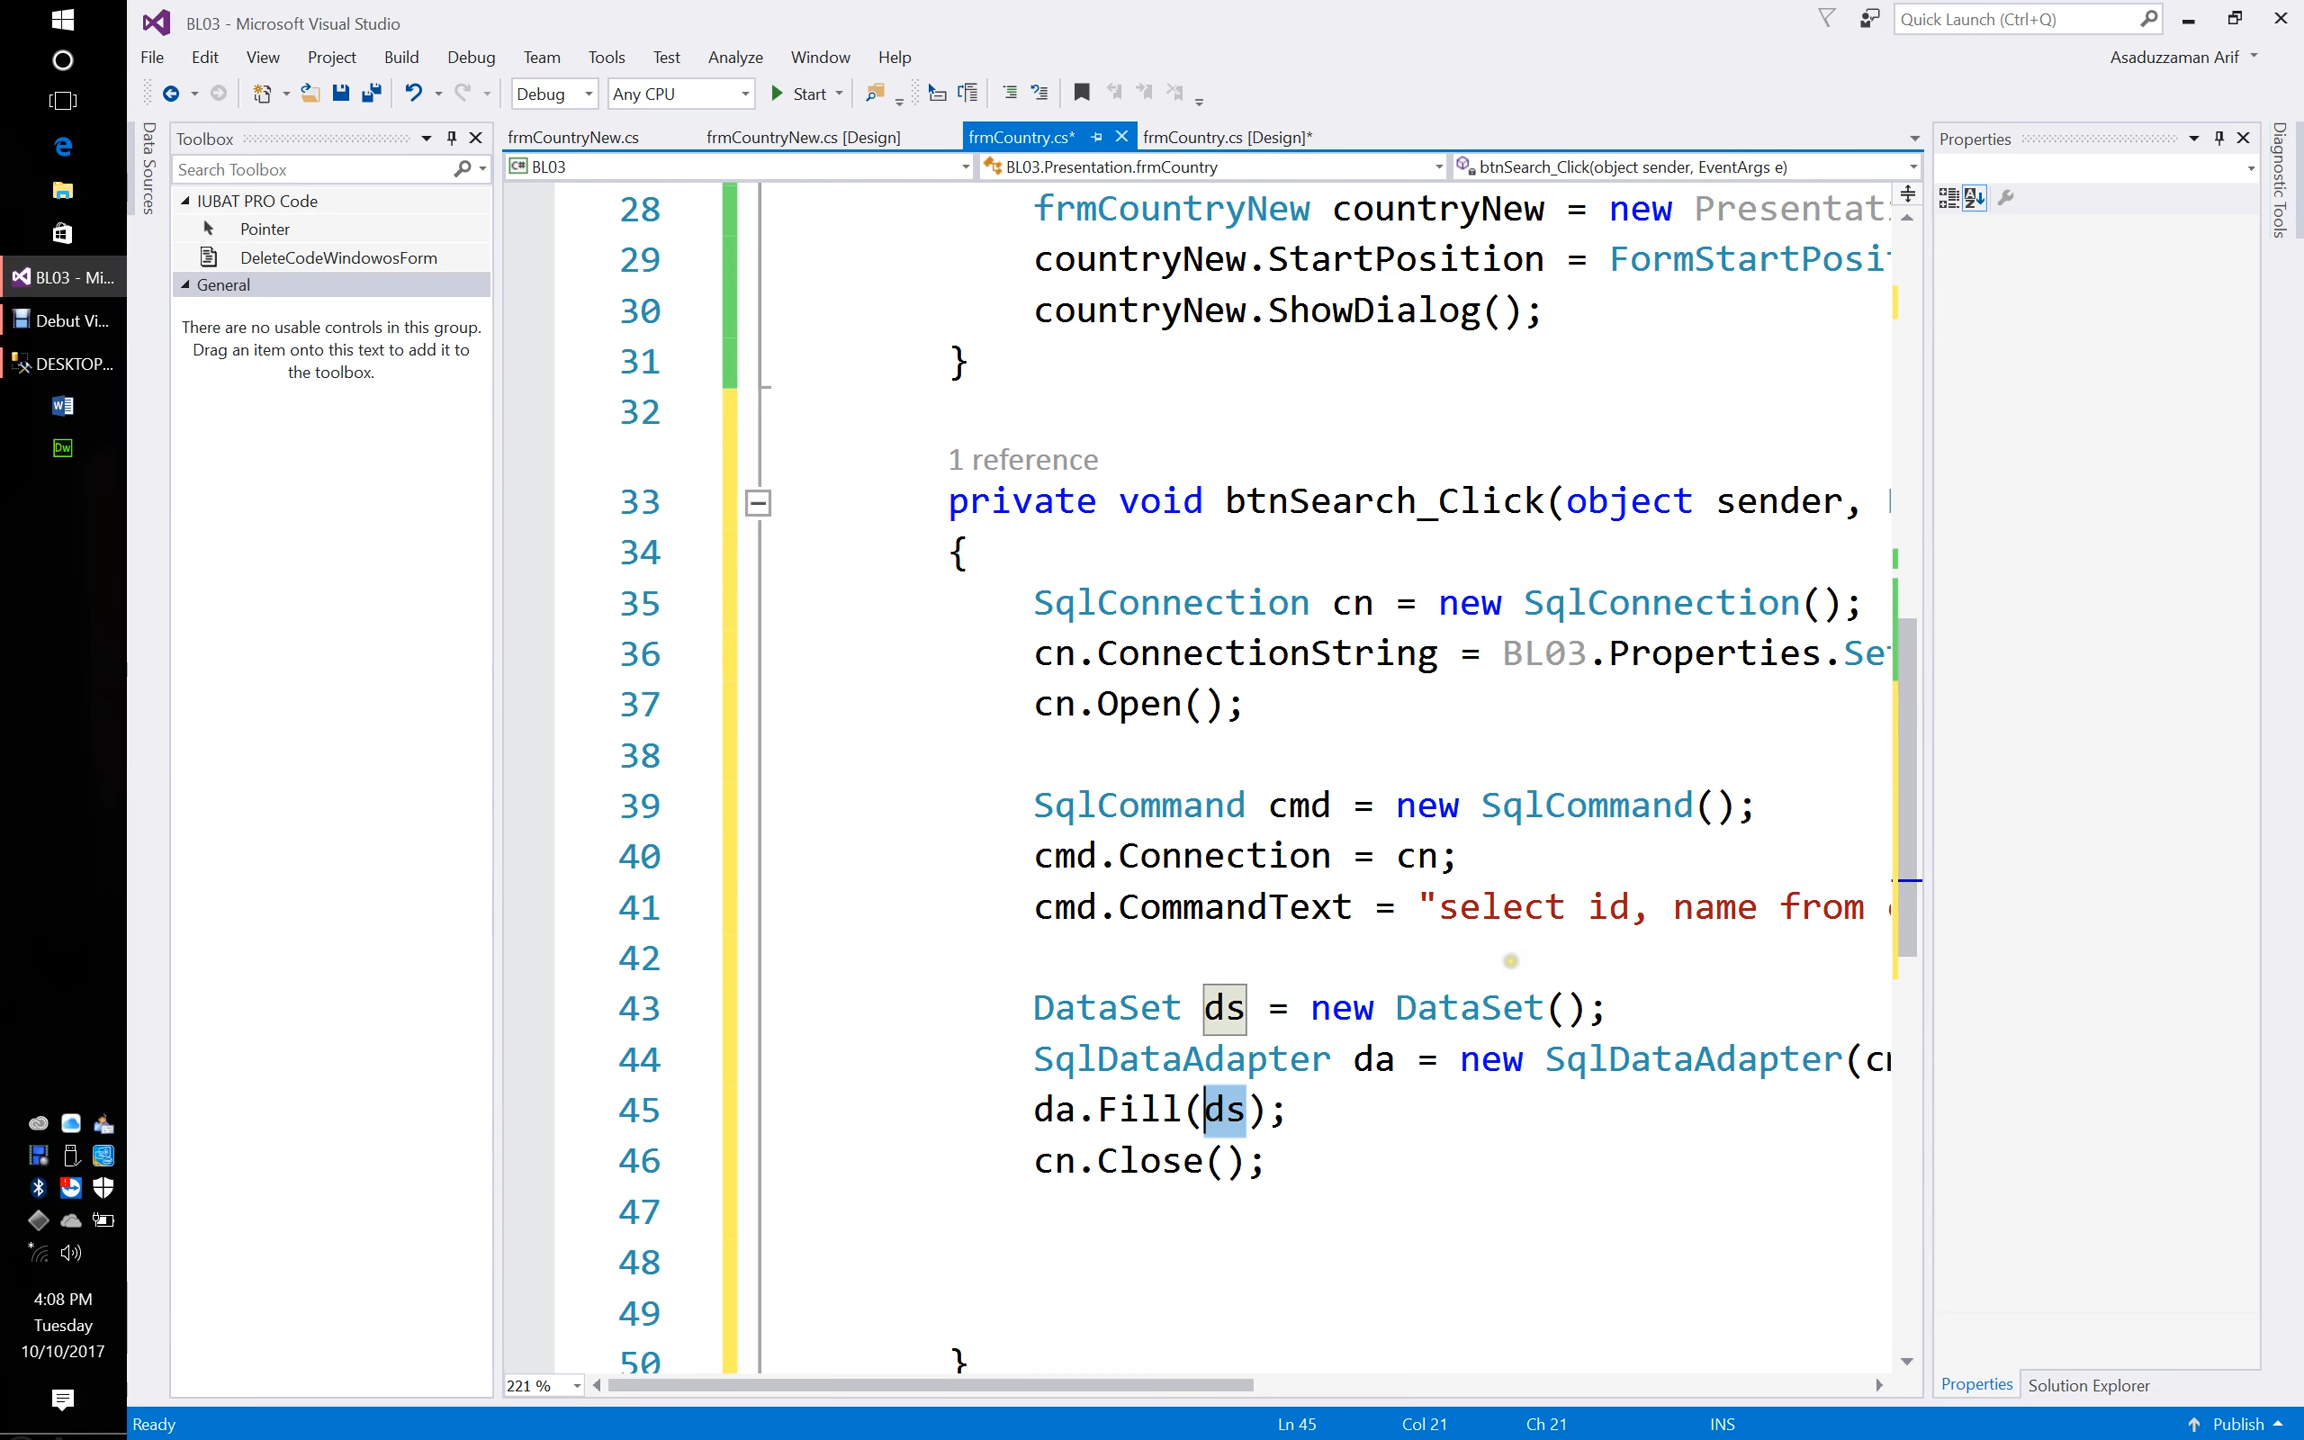 BL03 - Microsoft Visual Studio
Quick Launch (Ctrl+Q)
File Edit View Project Build Debug Team Tools Test Analyze Window Help
Asaduzzaman Arif
Debug Any CPU Start
Data Sources
Toolbox
Search Toolbox
IUBAT PRO Code
Pointer
DeleteCodeWindowosForm
General
There are no usable controls in this group.
Drag an item onto this text to add it to
the toolbox.
BL03 - Mi...
Debut Vi...
DESKTOP...
Dw
4:08 PM
Tuesday
10/10/2017
frmCountryNew.cs frmCountryNew.cs [Design] frmCountry.cs* frmCountry.cs [Design]*
C# BL03 BL03.Presentation.frmCountry btnSearch_Click(object sender, EventArgs e)
28 frmCountryNew countryNew = new Presentati
29 countryNew.StartPosition = FormStartPosi
30 countryNew.ShowDialog();
31 }
32
1 reference
33 private void btnSearch_Click(object sender,
34 {
35 SqlConnection cn = new SqlConnection();
36 cn.ConnectionString = BL03.Properties.Se
37 cn.Open();
38
39 SqlCommand cmd = new SqlCommand();
40 cmd.Connection = cn;
41 cmd.CommandText = "select id, name from
42
43 DataSet ds = new DataSet();
44 SqlDataAdapter da = new SqlDataAdapter(c
45 da.Fill(ds);
46 cn.Close();
47
48
49
50 }
221 %
Properties
Diagnostic Tools
Properties Solution Explorer
Ready Ln 45 Col 21 Ch 21 INS Publish